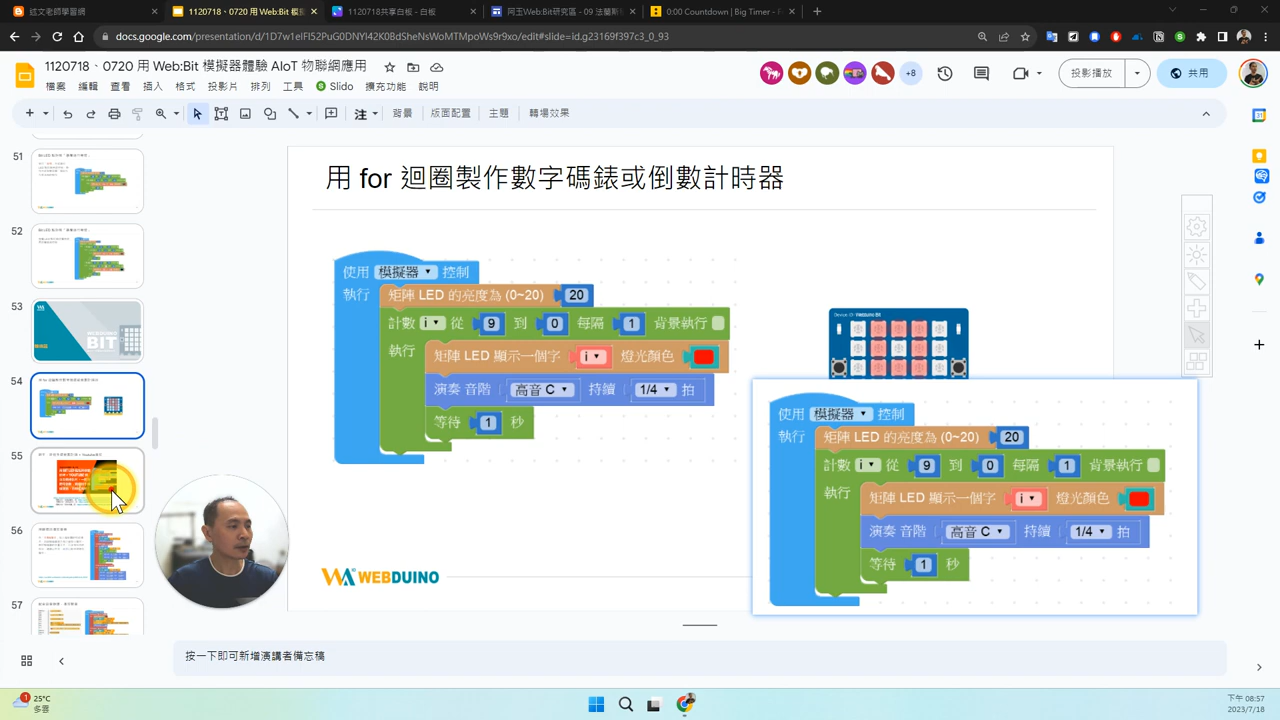 述文老師學習網
1120718、0720 用 Web:Bit 模擬
1120718共享白板 - 白板
阿玉Web:Bit研究區 - 09 法蘭斯
0:00 Countdown | Big Timer - F
docs.google.com/presentation/d/1D7w1elFI52PuG0DNYI42K0BdSheNsWoMTMpoWs9r9xo/edit#slide=id.g23169f397c3_0_93
1120718、0720 用 Web:Bit 模擬器體驗 AIoT 物聯網應用
檔案 編輯 查看 插入 格式 投影片 排列 工具 Slido 擴充功能 說明
+8
投影播放
共用
注
背景 版面配置 主題 轉場效果
51
52
53
54
55
56
57
用 for 迴圈製作數字碼錶或倒數計時器
使用 模擬器 控制
執行 矩陣 LED 的亮度為 (0~20) 20
計數 i 從 9 到 0 每隔 1 背景執行
執行 矩陣 LED 顯示一個字 i 燈光顏色
演奏 音階 高音 C 持續 1/4 拍
等待 1 秒
使用 模擬器 控制
執行 矩陣 LED 的亮度為 (0~20) 20
計數 i 從 9 到 0 每隔 1 背景執行
執行 矩陣 LED 顯示一個字 i 燈光顏色
演奏 音階 高音 C 持續 1/4 拍
等待 1 秒
WEBDUINO
按一下即可新增演講者備忘稿
1
25°C
多雲
下午 08:57
2023/7/18